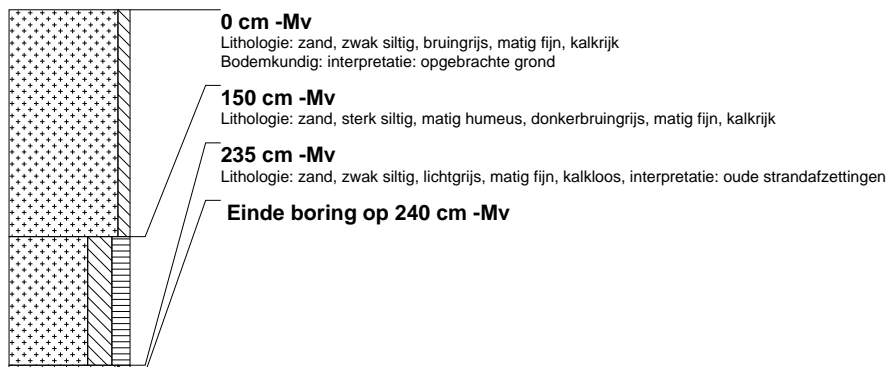 0 cm -Mv
Lithologie: zand, zwak siltig, bruingrijs, matig fijn, kalkrijk
Bodemkundig: interpretatie: opgebrachte grond
150 cm -Mv
Lithologie: zand, sterk siltig, matig humeus, donkerbruingrijs, matig fijn, kalkrijk
235 cm -Mv
Lithologie: zand, zwak siltig, lichtgrijs, matig fijn, kalkloos, interpretatie: oude strandafzettingen
Einde boring op 240 cm -Mv